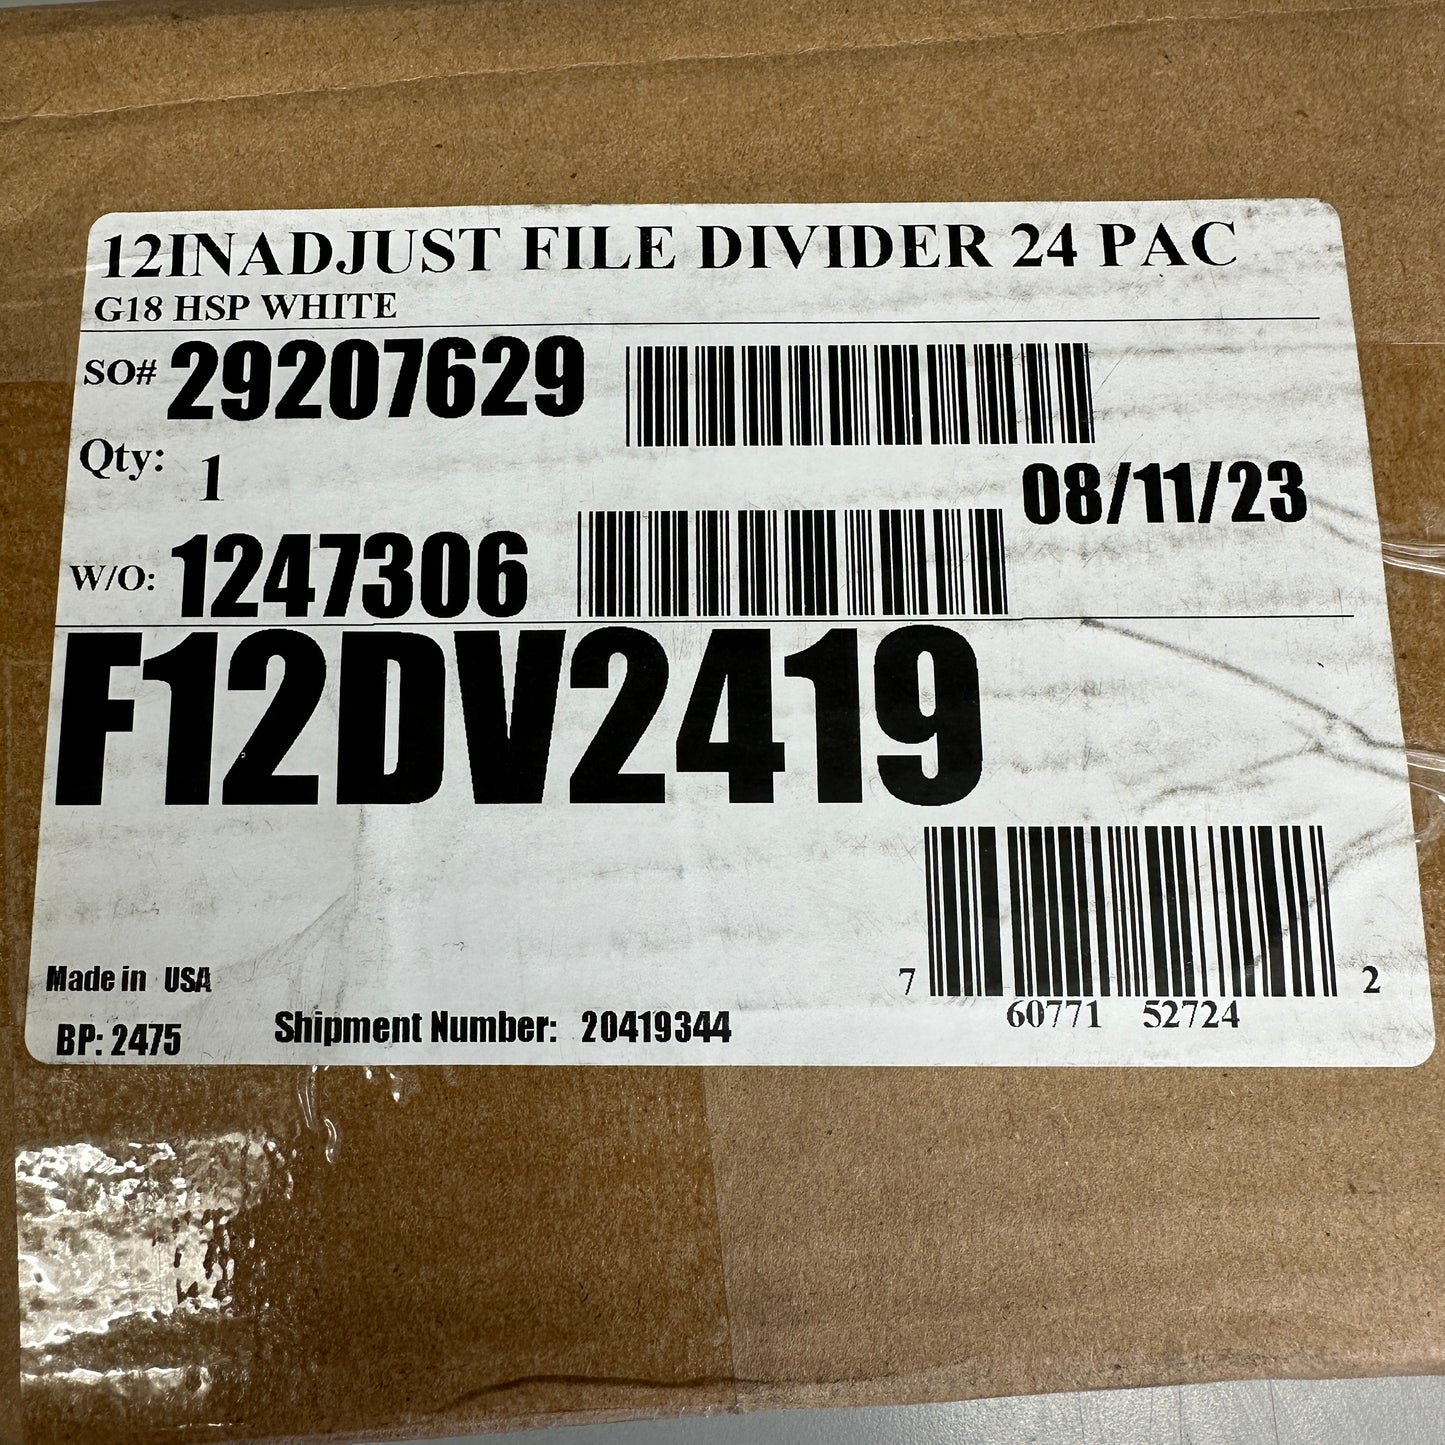 12INADJUST FILE DIVIDER 24 PAC
G18 HSP WHITE
SO# 29207629
Qty: 1
08/11/23
W/O: 1247306
F12DV2419
7 60771 52724 2
Made in USA
BP: 2475 Shipment Number: 20419344